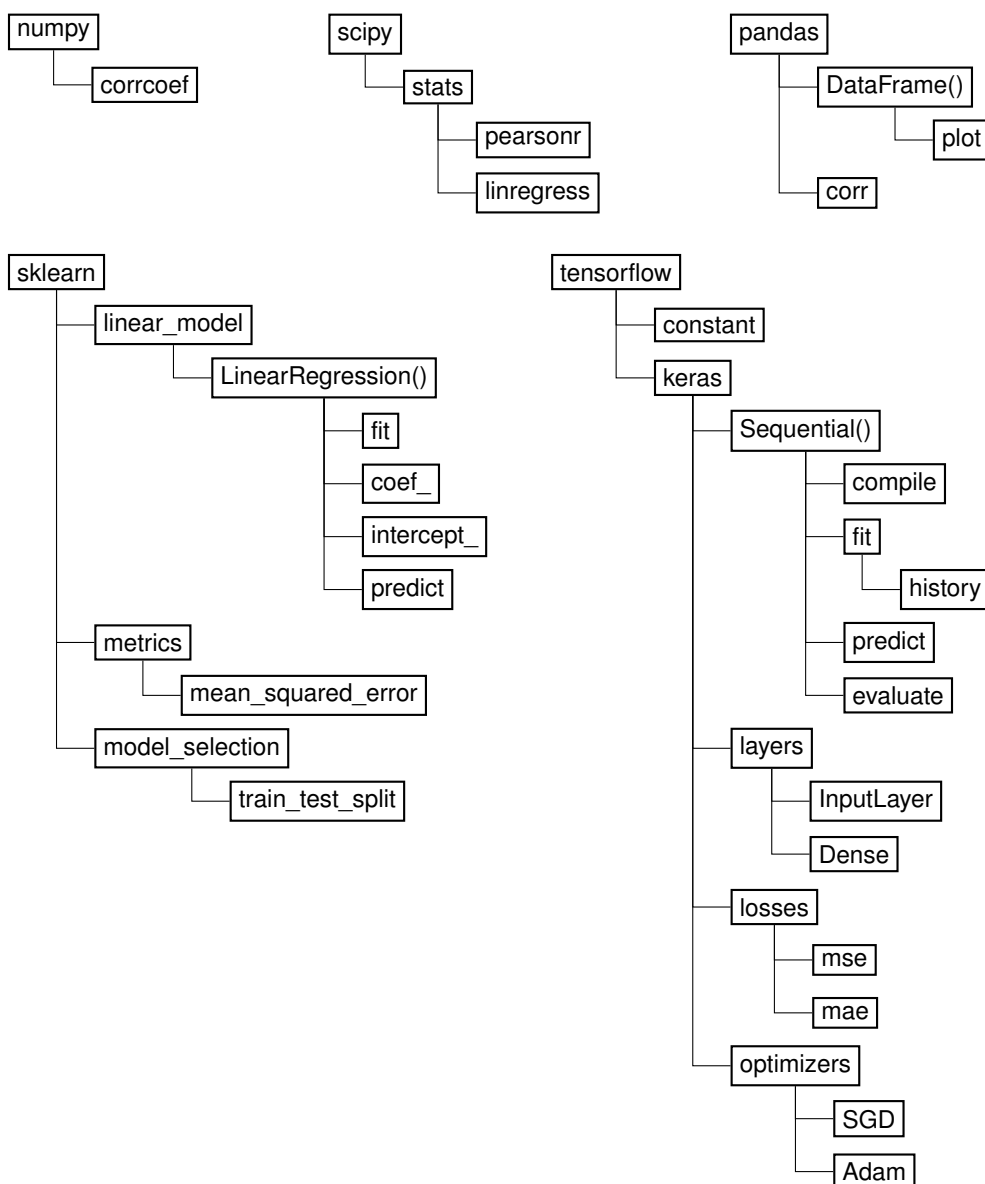 numpy
corrcoef
scipy
stats
pearsonr
linregress
pandas
DataFrame()
plot
corr
sklearn
linear_model
LinearRegression()
fit
coef_
intercept_
predict
metrics
mean_squared_error
model_selection
train_test_split
tensorflow
constant
keras
Sequential()
compile
fit
history
predict
evaluate
layers
InputLayer
Dense
losses
mse
mae
optimizers
SGD
Adam